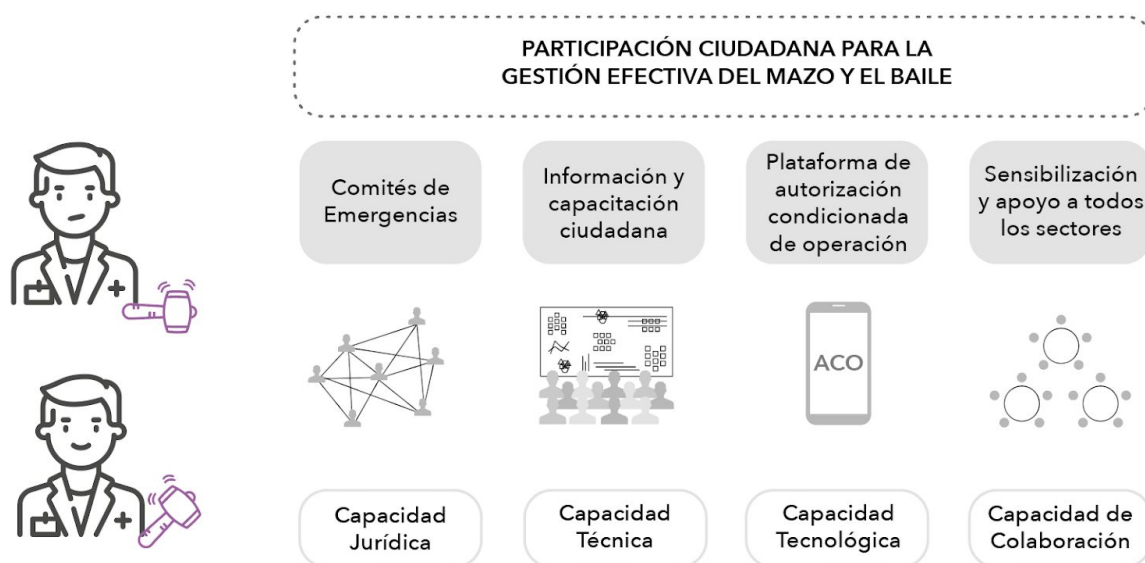 PARTICIPACIÓN CIUDADANA PARA LA
GESTIÓN EFECTIVA DEL MAZO Y EL BAILE
Comités de
Emergencias
Información y
capacitación
ciudadana
Plataforma de
autorización
condicionada
de operación
Sensibilización
y apoyo a todos
los sectores
ACO
Capacidad
Jurídica
Capacidad
Técnica
Capacidad
Tecnológica
Capacidad de
Colaboración